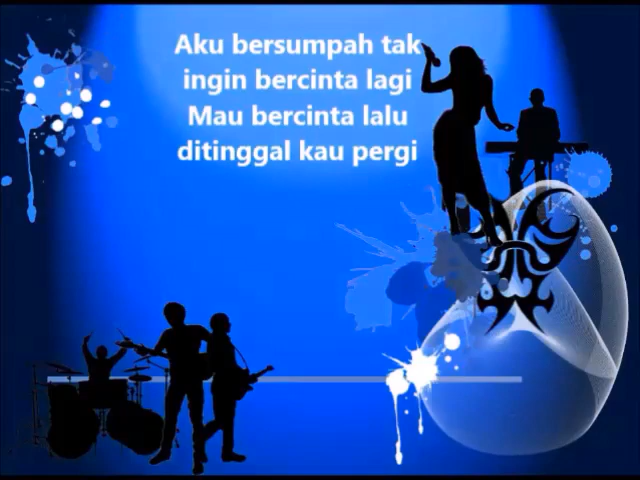 Aku bersumpah tak
ingin bercinta lagi
Mau bercinta lalu
ditinggal kau pergi